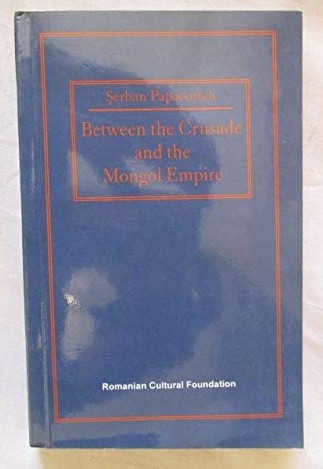 Şerban Papacostea
Between the Crusade
and the
Mongol Empire
Romanian Cultural Foundation